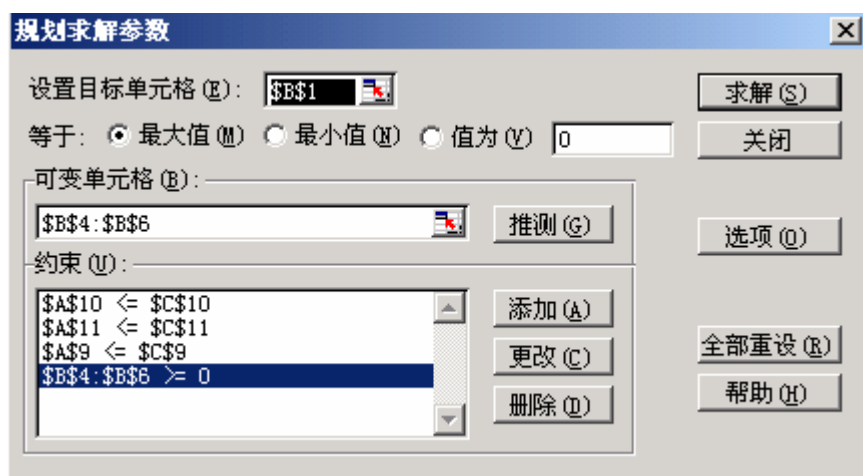 规划求解参数
设置目标单元格(E): $B$1 求解(S)
等于: 最大值(M) 最小值(N) 值为(V) 0 关闭
可变单元格(B):
$B$4:$B$6 推测(G) 选项(O)
约束(U):
$A$10 <= $C$10 添加(A)
$A$11 <= $C$11
$A$9 <= $C$9 更改(C) 全部重设(R)
$B$4:$B$6 >= 0
删除(D) 帮助(H)